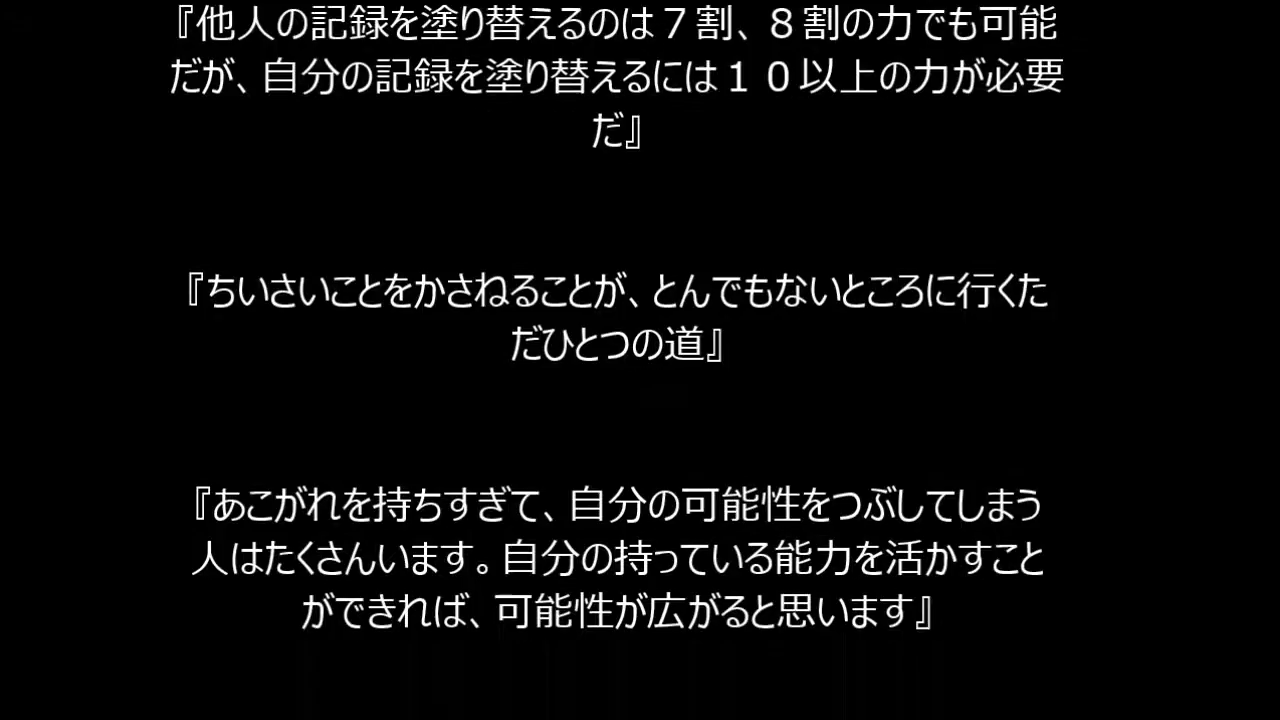 『他人の記録を塗り替えるのは７割、８割の力でも可能
だが、自分の記録を塗り替えるには１０以上の力が必要
だ』
『ちいさいことをかさねることが、とんでもないところに行くた
だひとつの道』
『あこがれを持ちすぎて、自分の可能性をつぶしてしまう
人はたくさんいます。自分の持っている能力を活かすこと
ができれば、可能性が広がると思います』